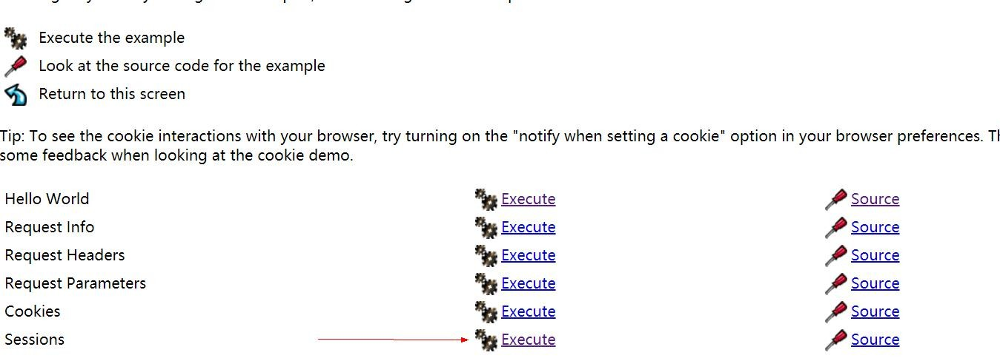 Execute the example
Look at the source code for the example
Return to this screen
Tip: To see the cookie interactions with your browser, try turning on the "notify when setting a cookie" option in your browser preferences.
some feedback when looking at the cookie demo.
Hello World Execute Source
Request Info Execute Source
Request Headers Execute Source
Request Parameters Execute Source
Cookies Execute Source
Sessions Execute Source